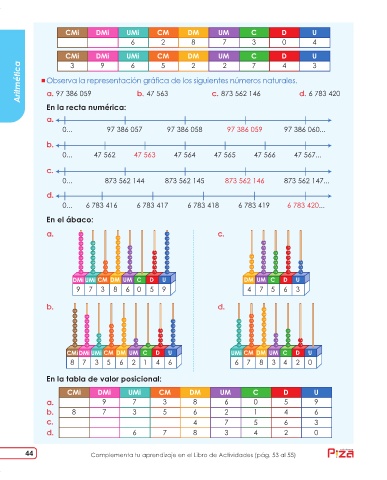 CMi DMi UMi CM DM UM C D U
6 2 8 7 3 0 4
CMi DMi UMi CM DM UM C D U
3 9 6 5 2 2 7 4 3
Aritmética
Observa la representación gráfica de los siguientes números naturales.
a. 97 386 059 b. 47 563 c. 873 562 146 d. 6 783 420
En la recta numérica:
a.
0... 97 386 057 97 386 058 97 386 059 97 386 060...
b.
0... 47 562 47 563 47 564 47 565 47 566 47 567...
c.
0... 873 562 144 873 562 145 873 562 146 873 562 147...
d.
0... 6 783 416 6 783 417 6 783 418 6 783 419 6 783 420...
En el ábaco:
a. c.
DMi UMi CM DM UM C D U DM UM C D U
9 7 3 8 6 0 5 9 4 7 5 6 3
b. d.
CMi DMi UMi CM DM UM C D U UMi CM DM UM C D U
8 7 3 5 6 2 1 4 6 6 7 8 3 4 2 0
En la tabla de valor posicional:
CMi DMi UMi CM DM UM C D U
a. 9 7 3 8 6 0 5 9
b. 8 7 3 5 6 2 1 4 6
c. 4 7 5 6 3
d. 6 7 8 3 4 2 0
44 Complementa tu aprendizaje en el Libro de Actividades (pág. 53 al 55)